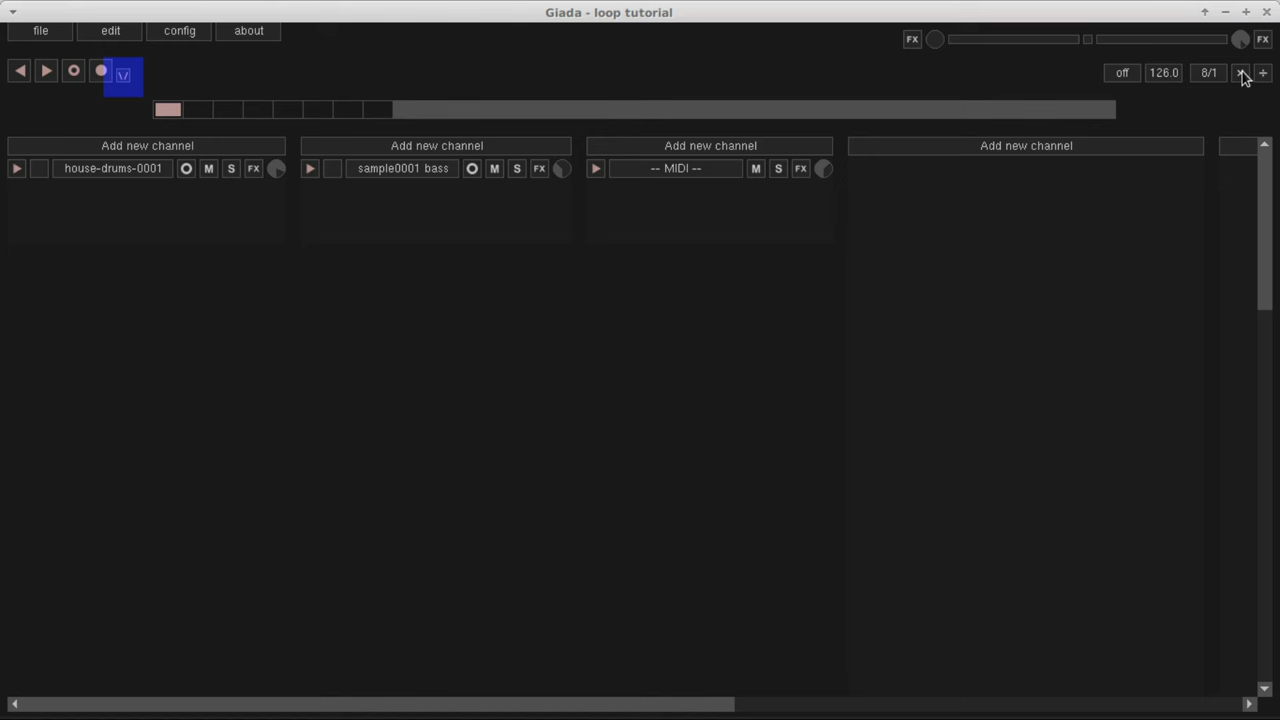 Giada - loop tutorial
file edit config about
FX FX
off 126.0 8/1 × +
Add new channel Add new channel Add new channel Add new channel
house-drums-0001 M S FX sample0001 bass M S FX -- MIDI -- M S FX